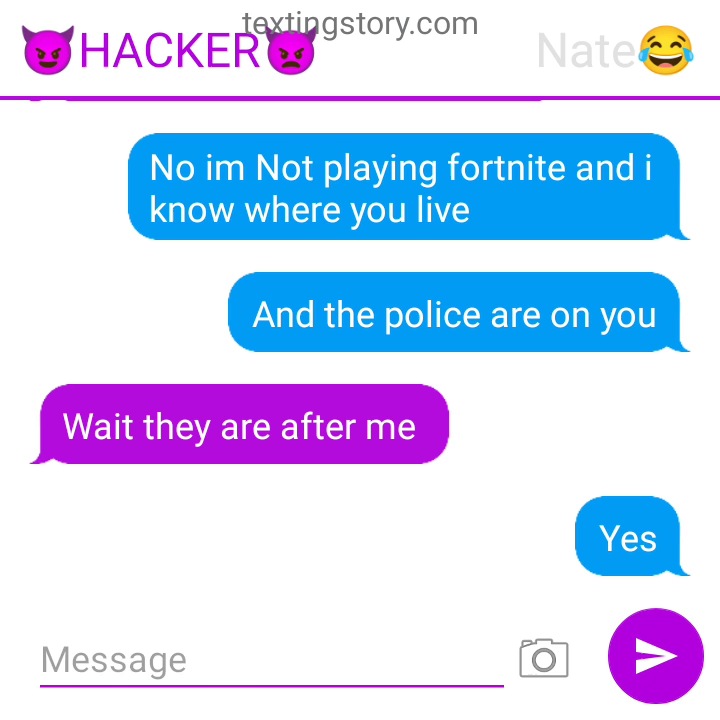 textingstory.com
😈HACKER👿
Nate😂
No im Not playing fortnite and i
know where you live
And the police are on you
Wait they are after me
Yes
Message